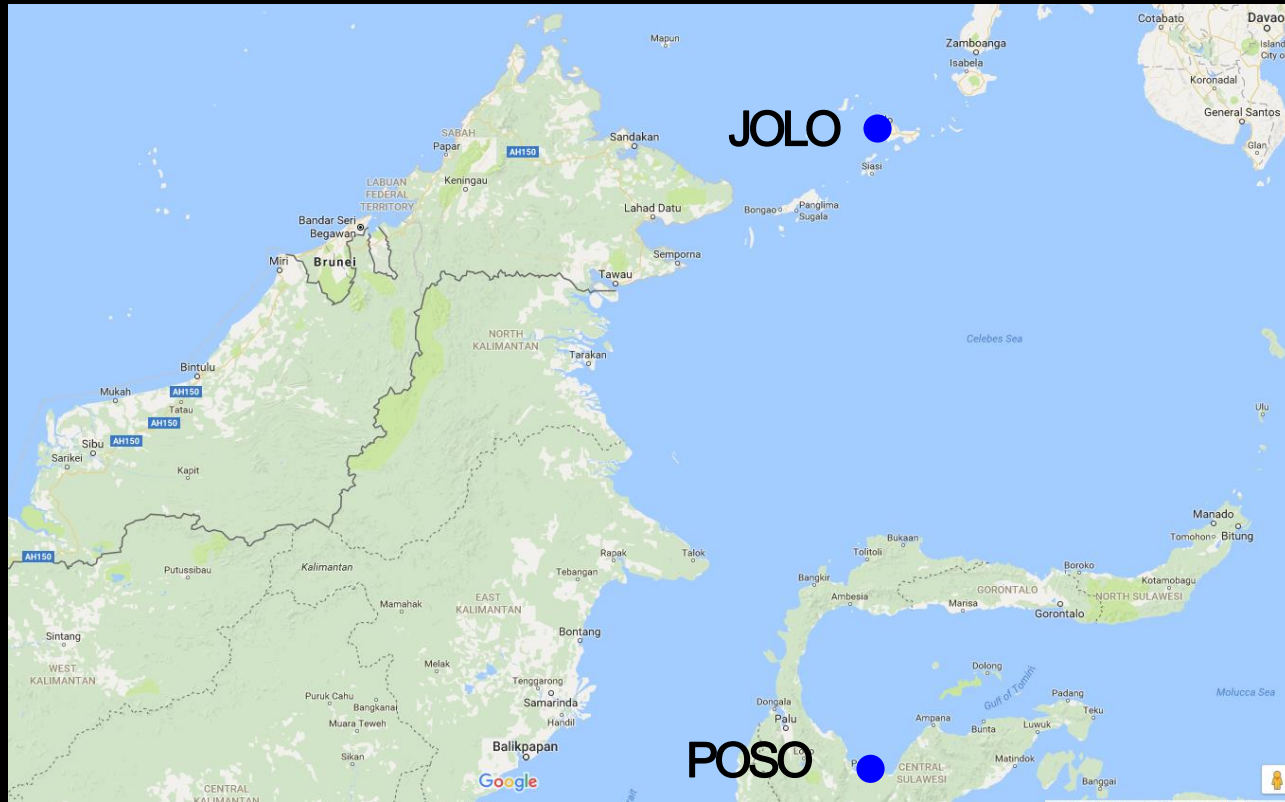 Cotabato
Davao
Island
City o
Mapun
Zamboanga
Isabela
Koronadal
General Santos
Glan
JOLO
SABAH
Papar
AH150
Sandakan
Siasi
Keningau
LABUAN
FEDERAL
TERRITORY
Lahad Datu
Bongao
Panglima
Sugala
Bandar Seri
Begawan
Miri
Brunei
Semporna
Tawau
NORTH
KALIMANTAN
Celebes Sea
Tarakan
Bintulu
Mukah
AH150
Tatau
AH150
Ulu
Sibu
AH150
Sarikei
Kapit
Manado
Tomohon
Bitung
AH150
Putussibau
Kalimantan
Rapak
Talok
Tebangan
Tolitoli
Bukaan
Bangkir
Ambesia
Boroko
Kotamobagu
GORONTALO
NORTH SULAWESI
Marisa
Gorontalo
Mamahak
EAST
KALIMANTAN
Sintang
Bontang
WEST
KALIMANTAN
Melak
Dolong
Gulf of Tomini
Tenggarong
Samarinda
Handil
Puruk Cahu
Bangkanai
Muara Teweh
Dongala
Palu
Padang
Teku
Molucca Sea
Ampana
Bunta
Luwuk
Sikan
Balikpapan
POSO
CENTRAL
SULAWESI
Matindok
Banggai
Google
CENTRAL
KALIMANTAN